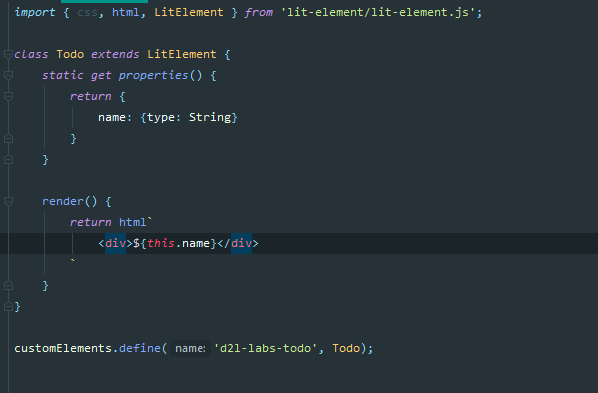 import { css, html, LitElement } from 'lit-element/lit-element.js';
class Todo extends LitElement {
static get properties() {
return {
name: {type: String}
}
}
render() {
return html`
<div>${this.name}</div>
`
}
}
customElements.define( name: 'd2l-labs-todo', Todo);